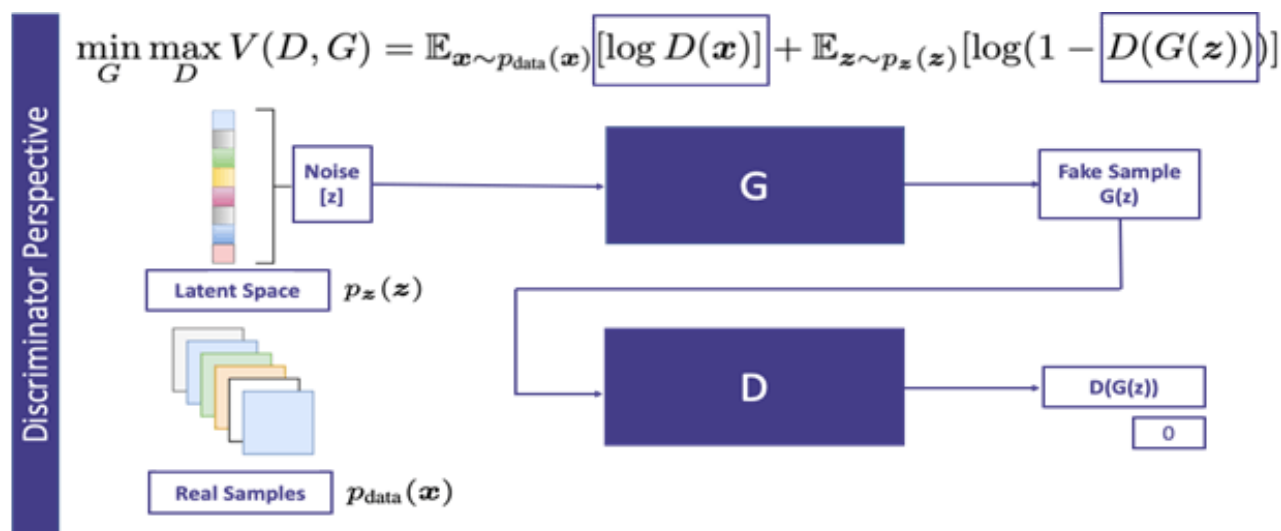 Discriminator Perspective
min max V(D, G) = 𝔼x∼pdata(x)[log D(x)] + 𝔼z∼pz(z)[log(1 − D(G(z)))]
G D
Noise
[z]
G
Fake Sample
G(z)
Latent Space pz(z)
D
D(G(z))
0
Real Samples pdata(x)